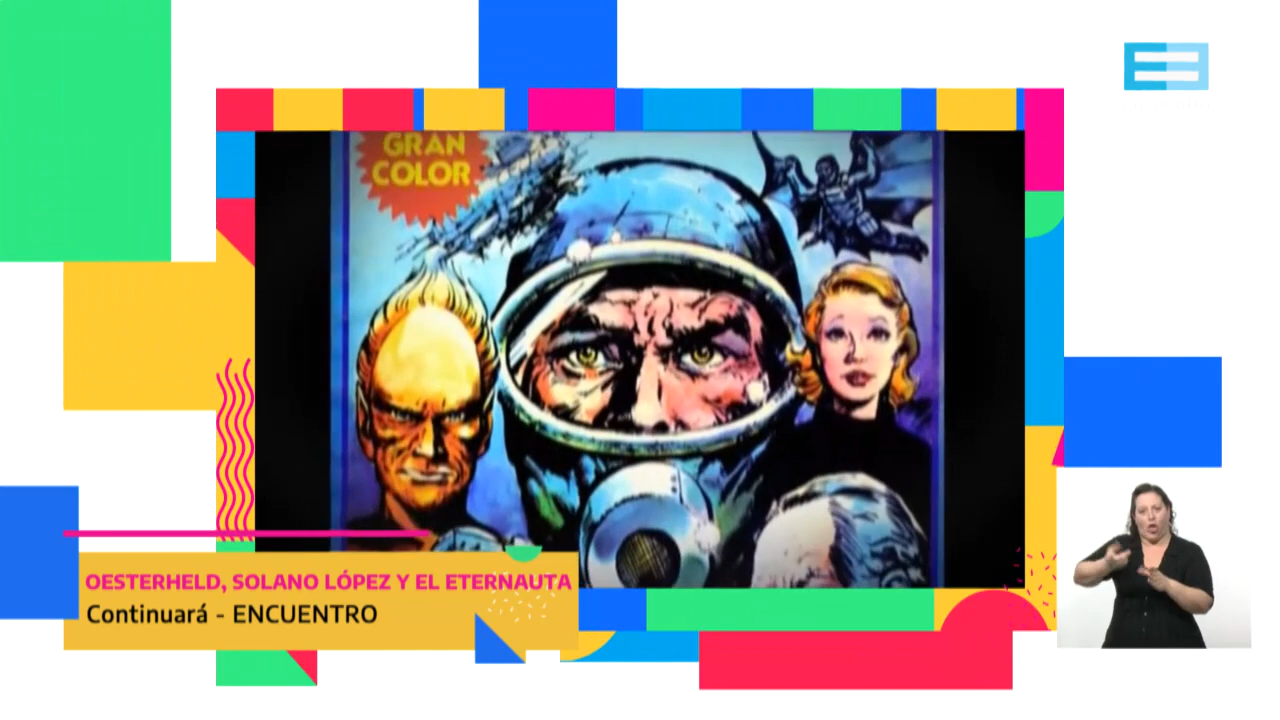 GRAN
COLOR
OESTERHELD, SOLANO LÓPEZ Y EL ETERNAUTA
Continuará - ENCUENTRO